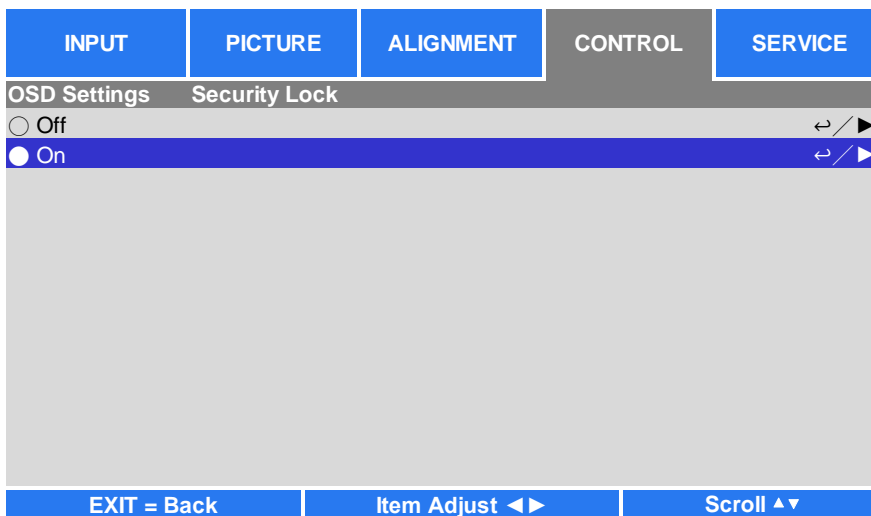 INPUT PICTURE ALIGNMENT CONTROL SERVICE
OSD Settings Security Lock
○ Off ↩／►
● On ↩／►
EXIT = Back Item Adjust ◄► Scroll ▲▼